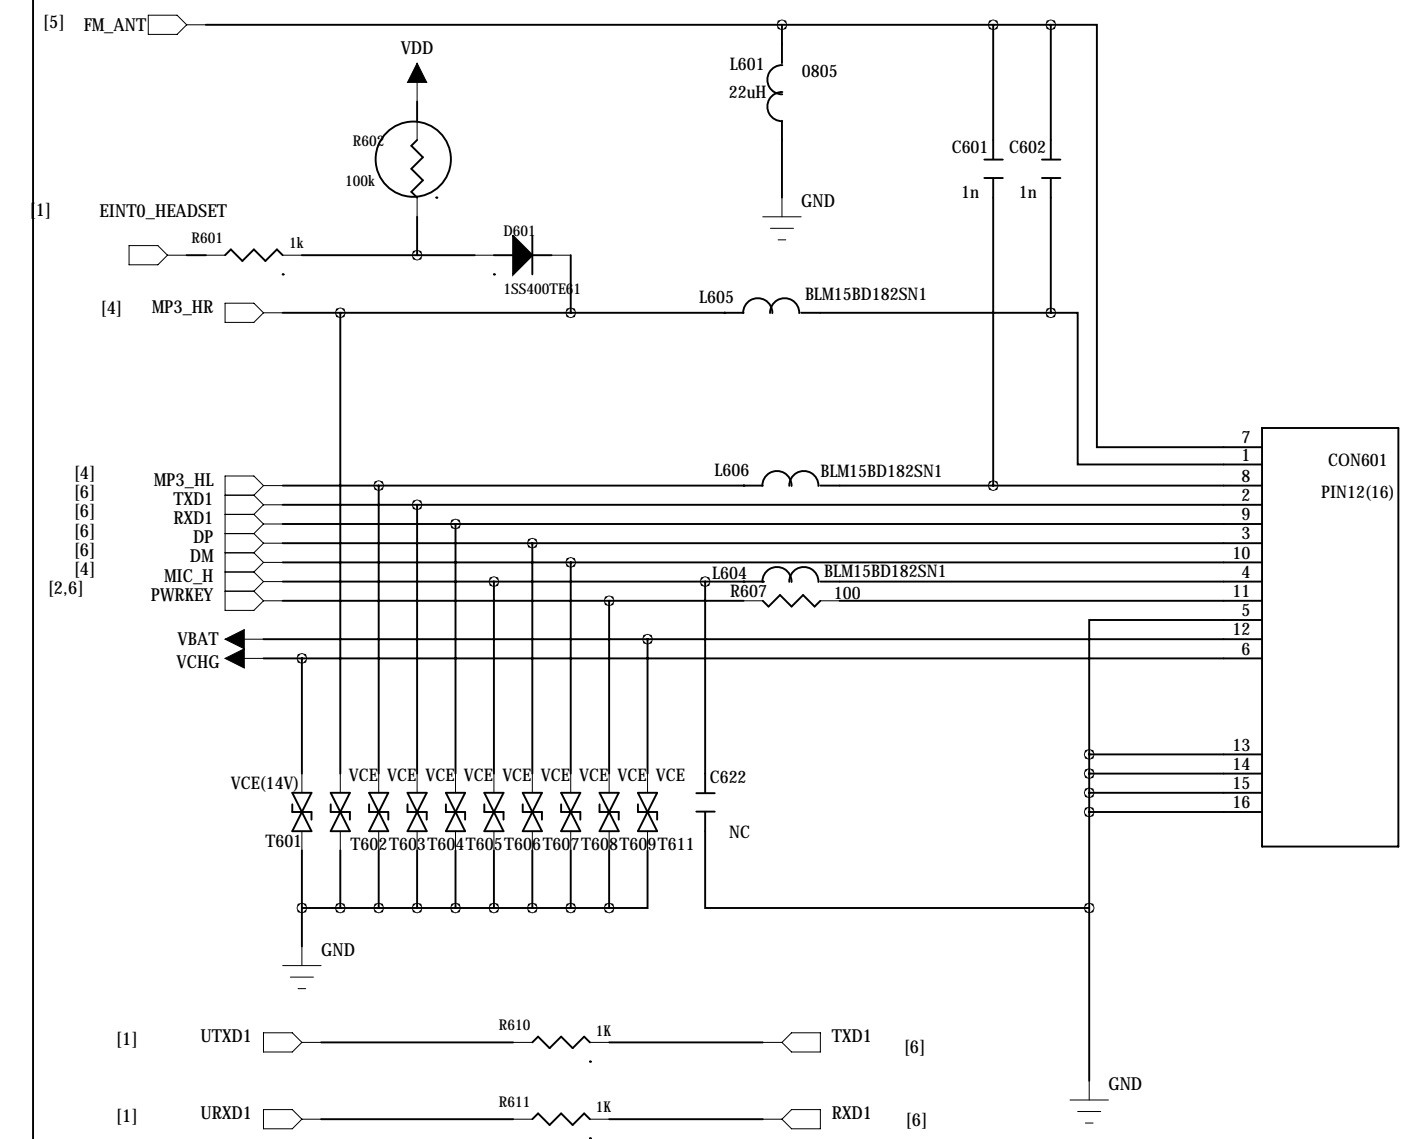 [5] FM_ANT
VDD
L601 0805
22uH
R602
100k
C601 C602
1n 1n
GND
[1] EINT0_HEADSET
R601 1k
D601
1SS400TE61
[4] MP3_HR
L605 BLM15BD182SN1
7
1
CON601
PIN12(16)
[4] MP3_HL L606 BLM15BD182SN1 8
[6] TXD1 2
[6] RXD1 9
[6] DP 3
[6] DM 10
[4] MIC_H L604 BLM15BD182SN1 4
[2,6] PWRKEY R607 100 11
5
VBAT 12
VCHG 6
13
14
15
16
VCE(14V) VCE VCE VCE VCE VCE VCE VCE VCE VCE C622
NC
T601 T602 T603 T604 T605 T606 T607 T608 T609 T611
GND
[1] UTXD1 R610 1K TXD1 [6]
GND
[1] URXD1 R611 1K RXD1 [6]